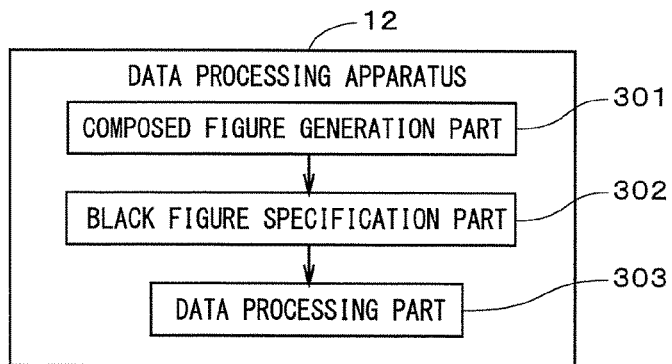 12
DATA PROCESSING APPARATUS
COMPOSED FIGURE GENERATION PART
301
BLACK FIGURE SPECIFICATION PART
302
DATA PROCESSING PART
303